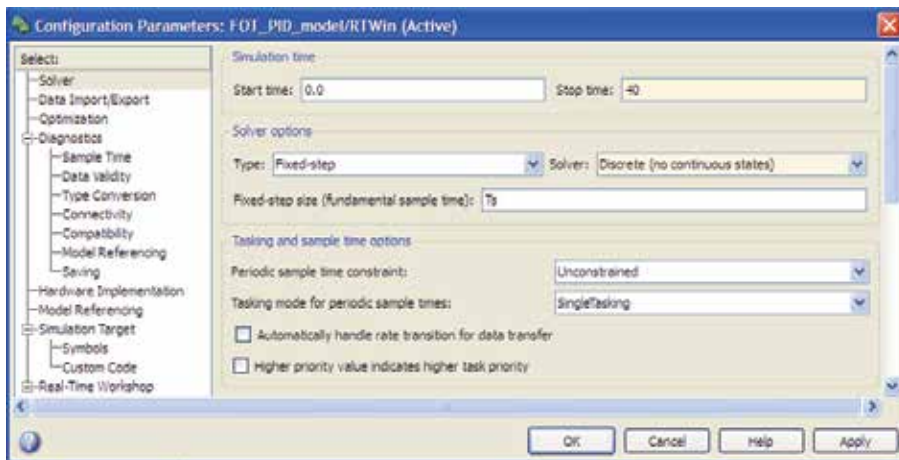 Configuration Parameters: FOT_PID_model/RTWin (Active)
Select:
Solver
Data Import/Export
Optimization
Diagnostics
Sample Time
Data Validity
Type Conversion
Connectivity
Compatibility
Model Referencing
Saving
Hardware Implementation
Model Referencing
Simulation Target
Symbols
Custom Code
Real-Time Workshop
Simulation time
Start time: 0.0 Stop time: 40
Solver options
Type: Fixed-step Solver: Discrete (no continuous states)
Fixed-step size (fundamental sample time): Ts
Tasking and sample time options
Periodic sample time constraint: Unconstrained
Tasking mode for periodic sample times: SingleTasking
Automatically handle rate transition for data transfer
Higher priority value indicates higher task priority
OK Cancel Help Apply